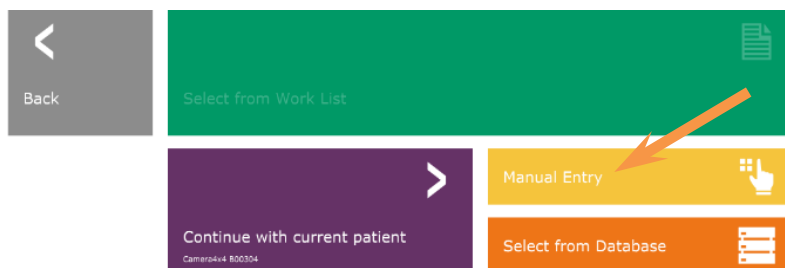 Back
Select from Work List
Continue with current patient
Camera4x4 B00304
Manual Entry
Select from Database